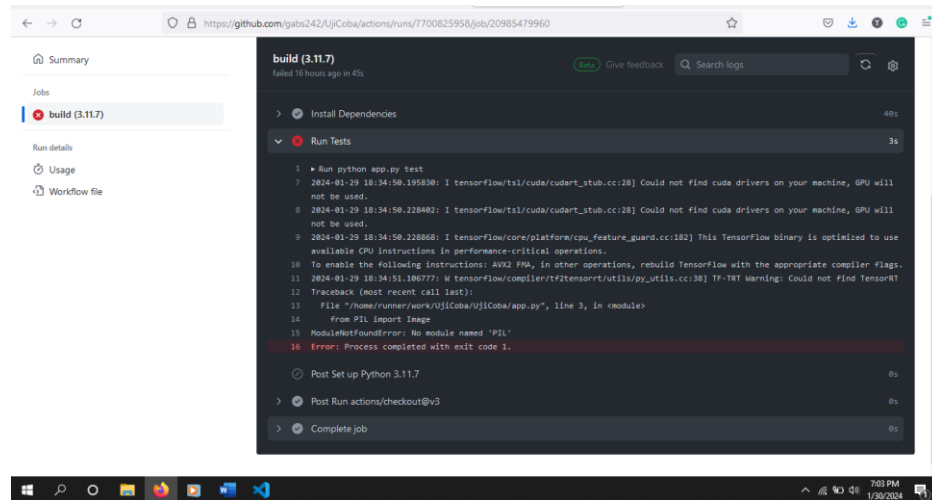 https://github.com/gabs242/UjiCoba/actions/runs/7700825958/job/20985479960
Summary
Jobs
build (3.11.7)
Run details
Usage
Workflow file
build (3.11.7)
failed 16 hours ago in 45s
Beta Give feedback
Search logs
Install Dependencies 40s
Run Tests 3s
1 Run python app.py test
7 2024-01-29 18:34:50.195830: I tensorflow/tsl/cuda/cudart_stub.cc:28] Could not find cuda drivers on your machine, GPU will
not be used.
8 2024-01-29 18:34:50.228402: I tensorflow/tsl/cuda/cudart_stub.cc:28] Could not find cuda drivers on your machine, GPU will
not be used.
9 2024-01-29 18:34:50.228868: I tensorflow/core/platform/cpu_feature_guard.cc:182] This TensorFlow binary is optimized to use
available CPU instructions in performance-critical operations.
10 To enable the following instructions: AVX2 FMA, in other operations, rebuild TensorFlow with the appropriate compiler flags.
11 2024-01-29 18:34:51.106777: W tensorflow/compiler/tf2tensorrt/utils/py_utils.cc:38] TF-TRT Warning: Could not find TensorRT
12 Traceback (most recent call last):
13 File "/home/runner/work/UjiCoba/UjiCoba/app.py", line 3, in <module>
14 from PIL import Image
15 ModuleNotFoundError: No module named 'PIL'
16 Error: Process completed with exit code 1.
Post Set up Python 3.11.7 0s
Post Run actions/checkout@v3 0s
Complete job 0s
7:03 PM
1/30/2024